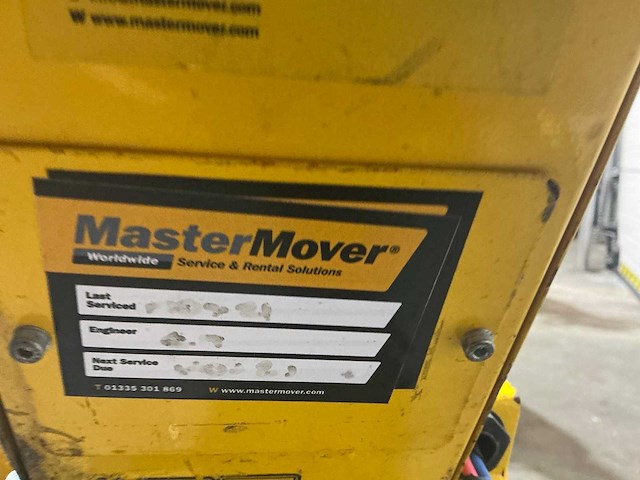 W www.mastermover.com
MasterMover®
Worldwide Service & Rental Solutions
Last
Serviced
Engineer
Next Service
Due
T 01335 301 869 W www.mastermover.com